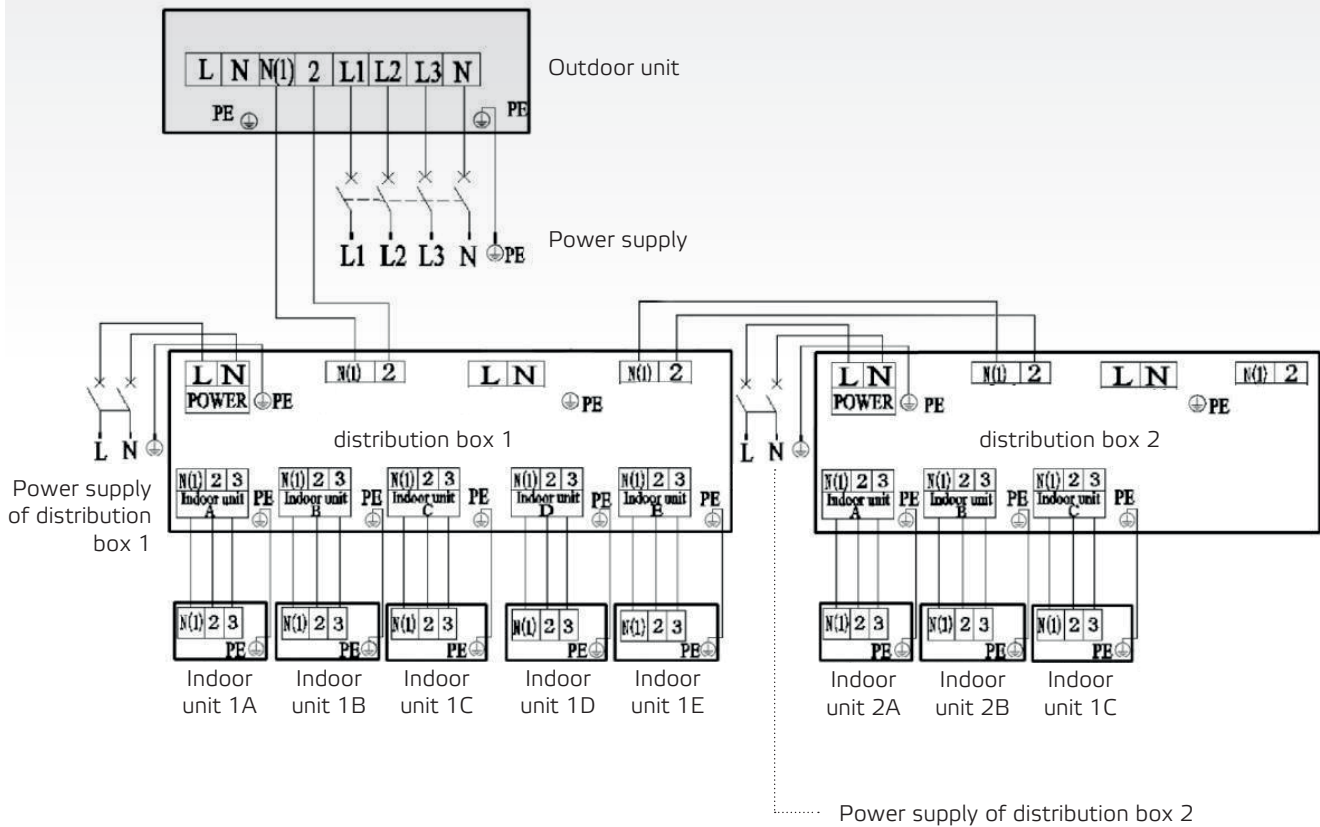 L N N(1) 2 L1 L2 L3 N
Outdoor unit
PE PE
Power supply
L1 L2 L3 N PE
L N N(1) 2 L N N(1) 2
POWER PE PE
distribution box 1
L N
Power supply
of distribution
box 1
N(1) 2 3 N(1) 2 3 N(1) 2 3 N(1) 2 3 N(1) 2 3
Indoor unit PE Indoor unit PE Indoor unit PE Indoor unit PE Indoor unit PE
A B C D E
N(1) 2 3 N(1) 2 3 N(1) 2 3 N(1) 2 3 N(1) 2 3
PE PE PE PE PE
Indoor Indoor Indoor Indoor Indoor
unit 1A unit 1B unit 1C unit 1D unit 1E
L N N(1) 2 L N N(1) 2
POWER PE PE
distribution box 2
L N
N(1) 2 3 N(1) 2 3 N(1) 2 3
Indoor unit PE Indoor unit PE Indoor unit PE
A B C
N(1) 2 3 N(1) 2 3 N(1) 2 3
PE PE PE
Indoor Indoor Indoor
unit 2A unit 2B unit 1C
Power supply of distribution box 2